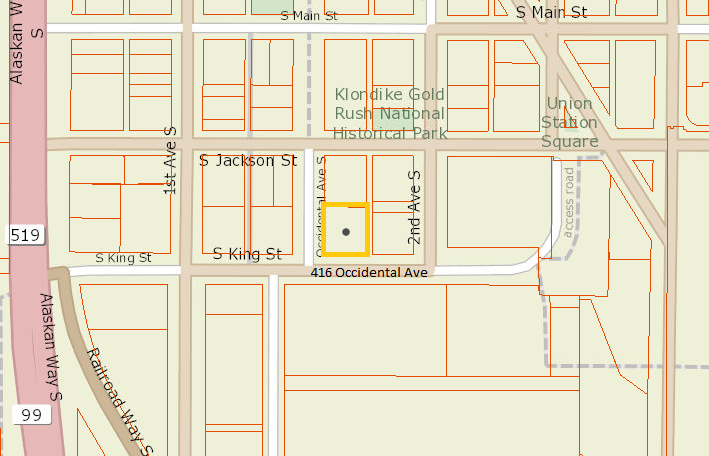 S Main St
S Main St
Alaskan W
S
Klondike Gold
Rush National
Historical Park
Union
Station
Square
1st Ave S
S Jackson St
Occidental Ave S
2nd Ave S
access road
519
S King St
S King St
416 Occidental Ave
Alaskan Way S
Railroad Way S
99